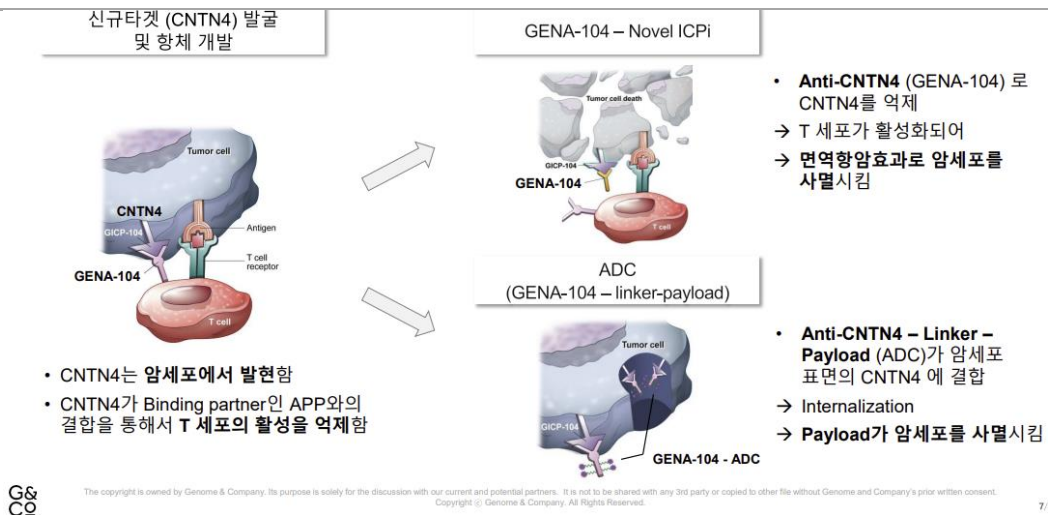 신규타겟 (CNTN4) 발굴
및 항체 개발
Tumor cell
CNTN4
GICP-104
Antigen
GENA-104
T cell
receptor
T cell
• CNTN4는 암세포에서 발현함
• CNTN4가 Binding partner인 APP와의
결합을 통해서 T 세포의 활성을 억제함
GENA-104 – Novel ICPi
Tumor cell death
GICP-104
GENA-104
T cell
• Anti-CNTN4 (GENA-104) 로
CNTN4를 억제
→ T 세포가 활성화되어
→ 면역항암효과로 암세포를
사멸시킴
ADC
(GENA-104 – linker-payload)
Tumor cell
GICP-104
GENA-104 - ADC
• Anti-CNTN4 – Linker –
Payload (ADC)가 암세포
표면의 CNTN4 에 결합
→ Internalization
→ Payload가 암세포를 사멸시킴
G&
CO
The copyright is owned by Genome & Company. Its purpose is solely for the discussion with our current and potential partners. It is not to be shared with any 3rd party or copied to other file without Genome and Company's prior written consent.
Copyright ⓒ Genome & Company. All Rights Reserved.
7/